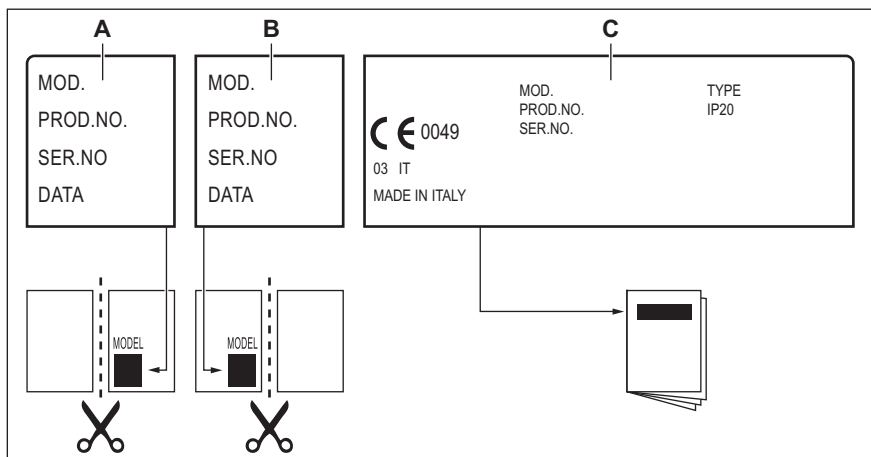 A
B
C
MOD.
PROD.NO.
SER.NO
DATA
MOD.
PROD.NO.
SER.NO
DATA
MOD.
PROD.NO.
SER.NO.
TYPE
IP20
CE 0049
03 IT
MADE IN ITALY
MODEL
MODEL